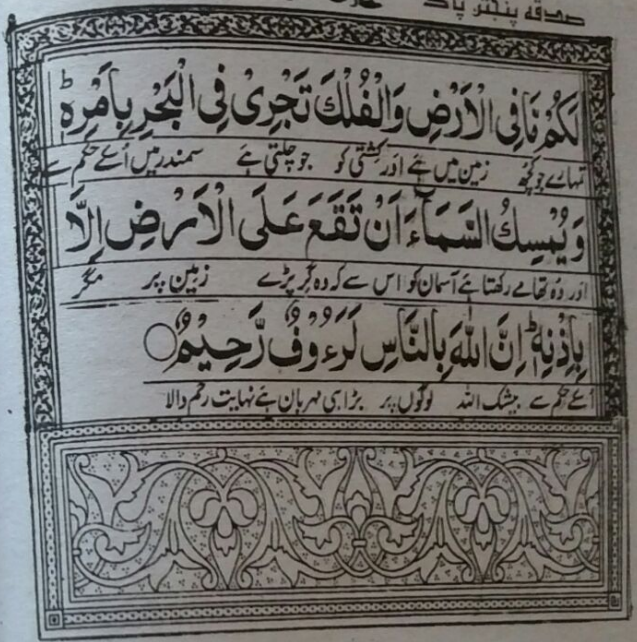 صدقہ پنجتن پاک
لَكُمْ مَّا فِي الْاَرْضِ وَالْفُلْكَ تَجْرِىْ فِي الْبَحْرِ بِاَمْرِهٖ ؕ
تمہارے جو کچھ زمین میں ہے اور کشتی کو جو چلتی ہے سمندر میں اُسکے حکم سے
وَيُمْسِكُ السَّمَآءَ اَنْ تَقَعَ عَلَى الْاَرْضِ اِلَّا
اور وہ تھامے رکھتا ہے آسمان کو اس سے کہ وہ گر پڑے زمین پر مگر
بِاِذْنِهٖ ؕ اِنَّ اللّٰهَ بِالنَّاسِ لَرَءُوْفٌ رَّحِيْمٌ ○
اُسکے حکم سے بیشک اللہ لوگوں پر بڑا ہی مہربان ہے نہایت رحم والا